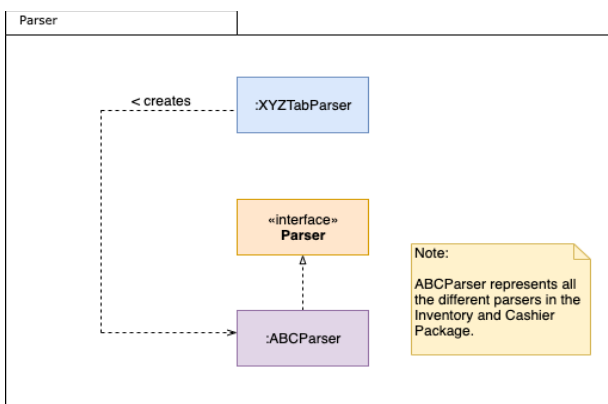 Parser
< creates
:XYZTabParser
«interface»
Parser
Note:
ABCParser represents all
the different parsers in the
Inventory and Cashier
Package.
:ABCParser